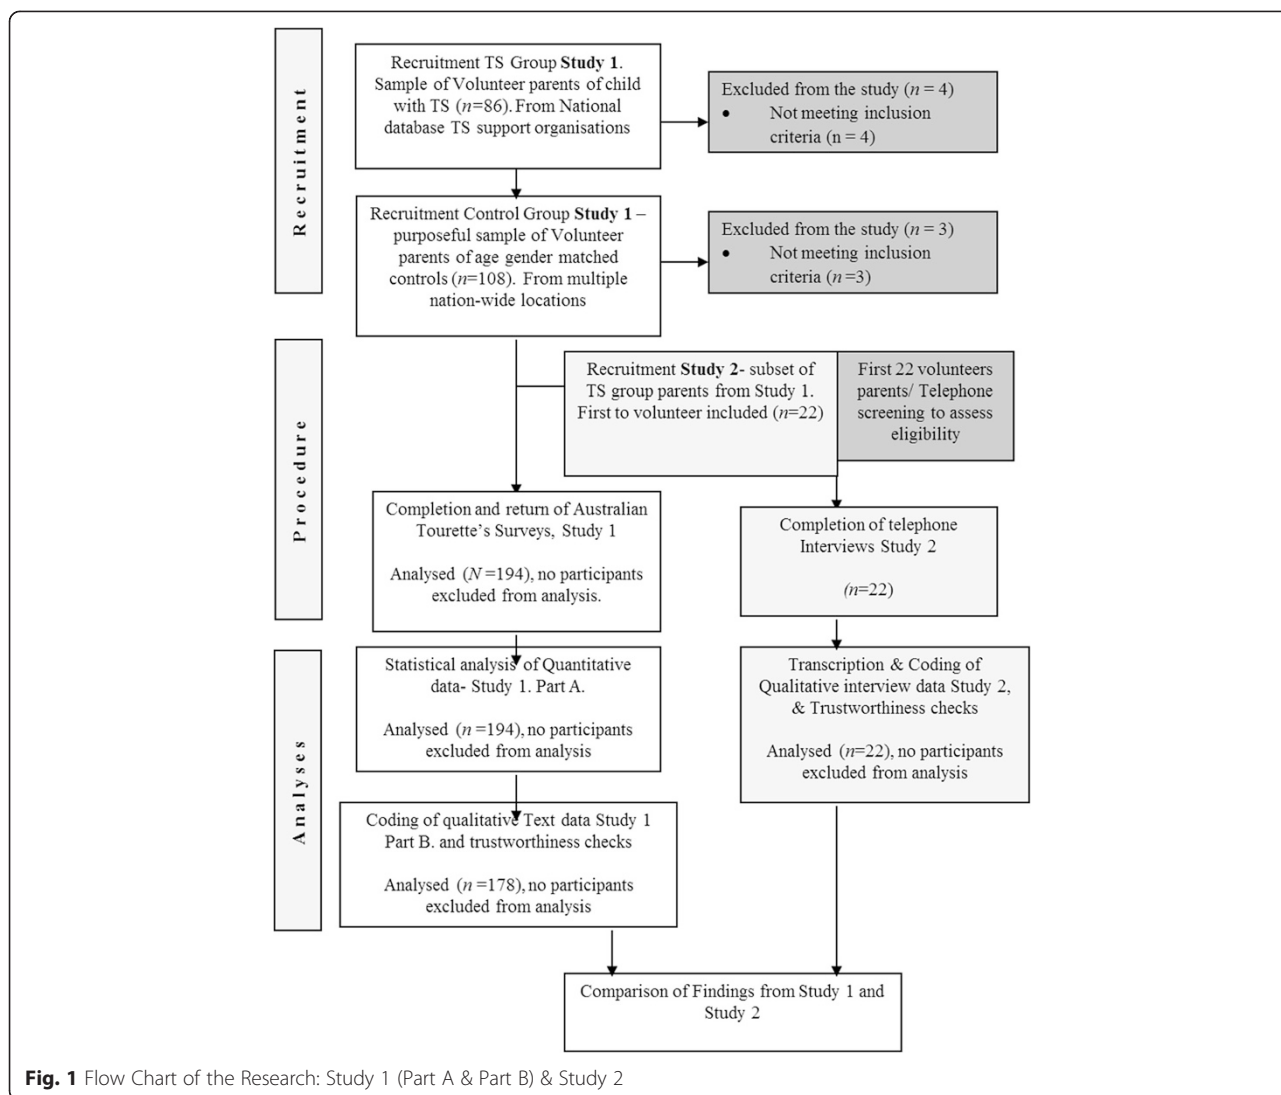 Recruitment
Recruitment TS Group Study 1.
Sample of Volunteer parents of child
with TS (n=86). From National
database TS support organisations
Excluded from the study (n = 4)
• Not meeting inclusion
criteria (n = 4)
Recruitment Control Group Study 1 –
purposeful sample of Volunteer
parents of age gender matched
controls (n=108). From multiple
nation-wide locations
Excluded from the study (n = 3)
• Not meeting inclusion
criteria (n =3)
Procedure
Recruitment Study 2- subset of
TS group parents from Study 1.
First to volunteer included (n=22)
First 22 volunteers
parents/ Telephone
screening to assess
eligibility
Completion and return of Australian
Tourette's Surveys, Study 1
Analysed (N =194), no participants
excluded from analysis.
Completion of telephone
Interviews Study 2
(n=22)
Analyses
Statistical analysis of Quantitative
data- Study 1. Part A.
Analysed (n =194), no participants
excluded from analysis
Transcription & Coding of
Qualitative interview data Study 2,
& Trustworthiness checks
Analysed (n=22), no participants
excluded from analysis
Coding of qualitative Text data Study 1
Part B. and trustworthiness checks
Analysed (n =178), no participants
excluded from analysis
Comparison of Findings from Study 1 and
Study 2
Fig. 1 Flow Chart of the Research: Study 1 (Part A & Part B) & Study 2